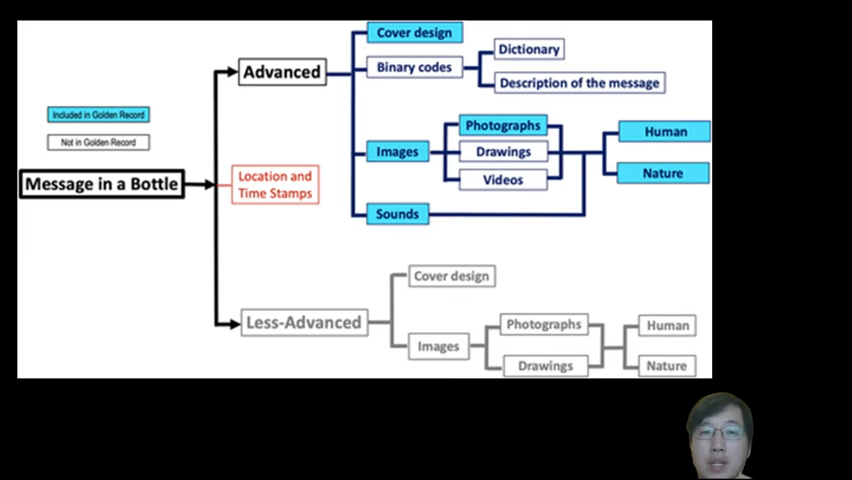 Cover design
Dictionary
Advanced
Binary codes
Description of the message
Included in Golden Record
Photographs
Human
Not in Golden Record
Images
Drawings
Videos
Nature
Message in a Bottle
Location and
Time Stamps
Sounds
Cover design
Less-Advanced
Photographs
Human
Images
Drawings
Nature